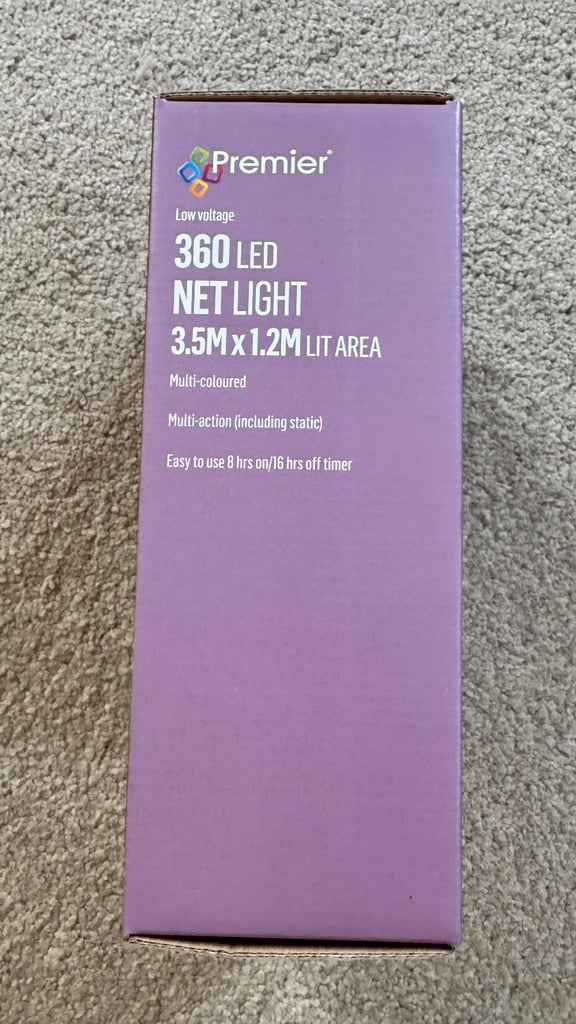 Premier®
Low voltage
360 LED
NET LIGHT
3.5M x 1.2M LIT AREA
Multi-coloured
Multi-action (including static)
Easy to use 8 hrs on/16 hrs off timer